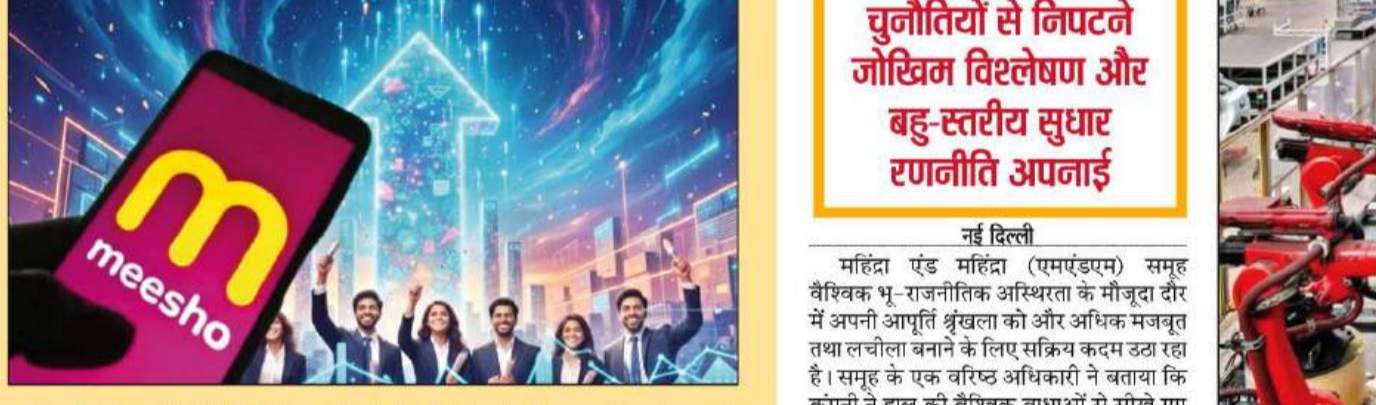 m
meesho
चुनौतियों से निपटने
जोखिम विश्लेषण और
बहु-स्तरीय सुधार
रणनीति अपनाई
नई दिल्ली
महिंद्रा एंड महिंद्रा (एमएंडएम) समूह
वैश्विक भू-राजनीतिक अस्थिरता के मौजूदा दौर
में अपनी आपूर्ति श्रृंखला को और अधिक मजबूत
तथा लचीला बनाने के लिए सक्रिय कदम उठा रहा
है। समूह के एक वरिष्ठ अधिकारी ने बताया कि